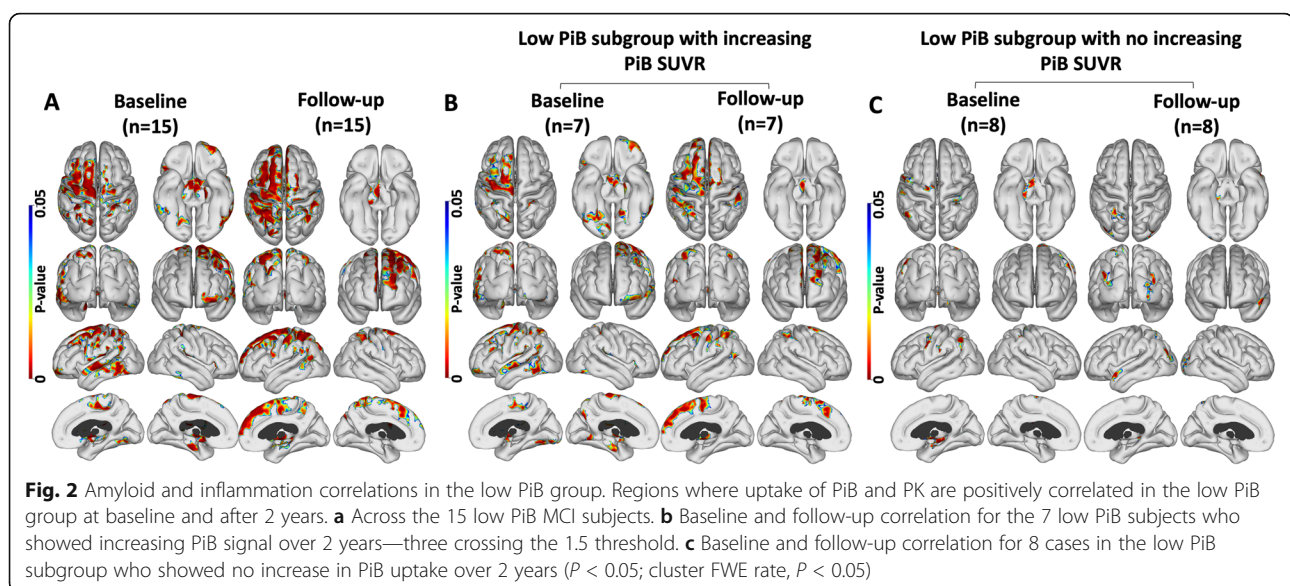 Low PiB subgroup with increasing
PiB SUVR
Low PiB subgroup with no increasing
PiB SUVR
A
Baseline
(n=15)
Follow-up
(n=15)
B
Baseline
(n=7)
Follow-up
(n=7)
C
Baseline
(n=8)
Follow-up
(n=8)
0.05
P-value
0
0.05
P-value
0
0.05
P-value
0
Fig. 2 Amyloid and inflammation correlations in the low PiB group. Regions where uptake of PiB and PK are positively correlated in the low PiB
group at baseline and after 2 years. a Across the 15 low PiB MCI subjects. b Baseline and follow-up correlation for the 7 low PiB subjects who
showed increasing PiB signal over 2 years—three crossing the 1.5 threshold. c Baseline and follow-up correlation for 8 cases in the low PiB
subgroup who showed no increase in PiB uptake over 2 years (P < 0.05; cluster FWE rate, P < 0.05)